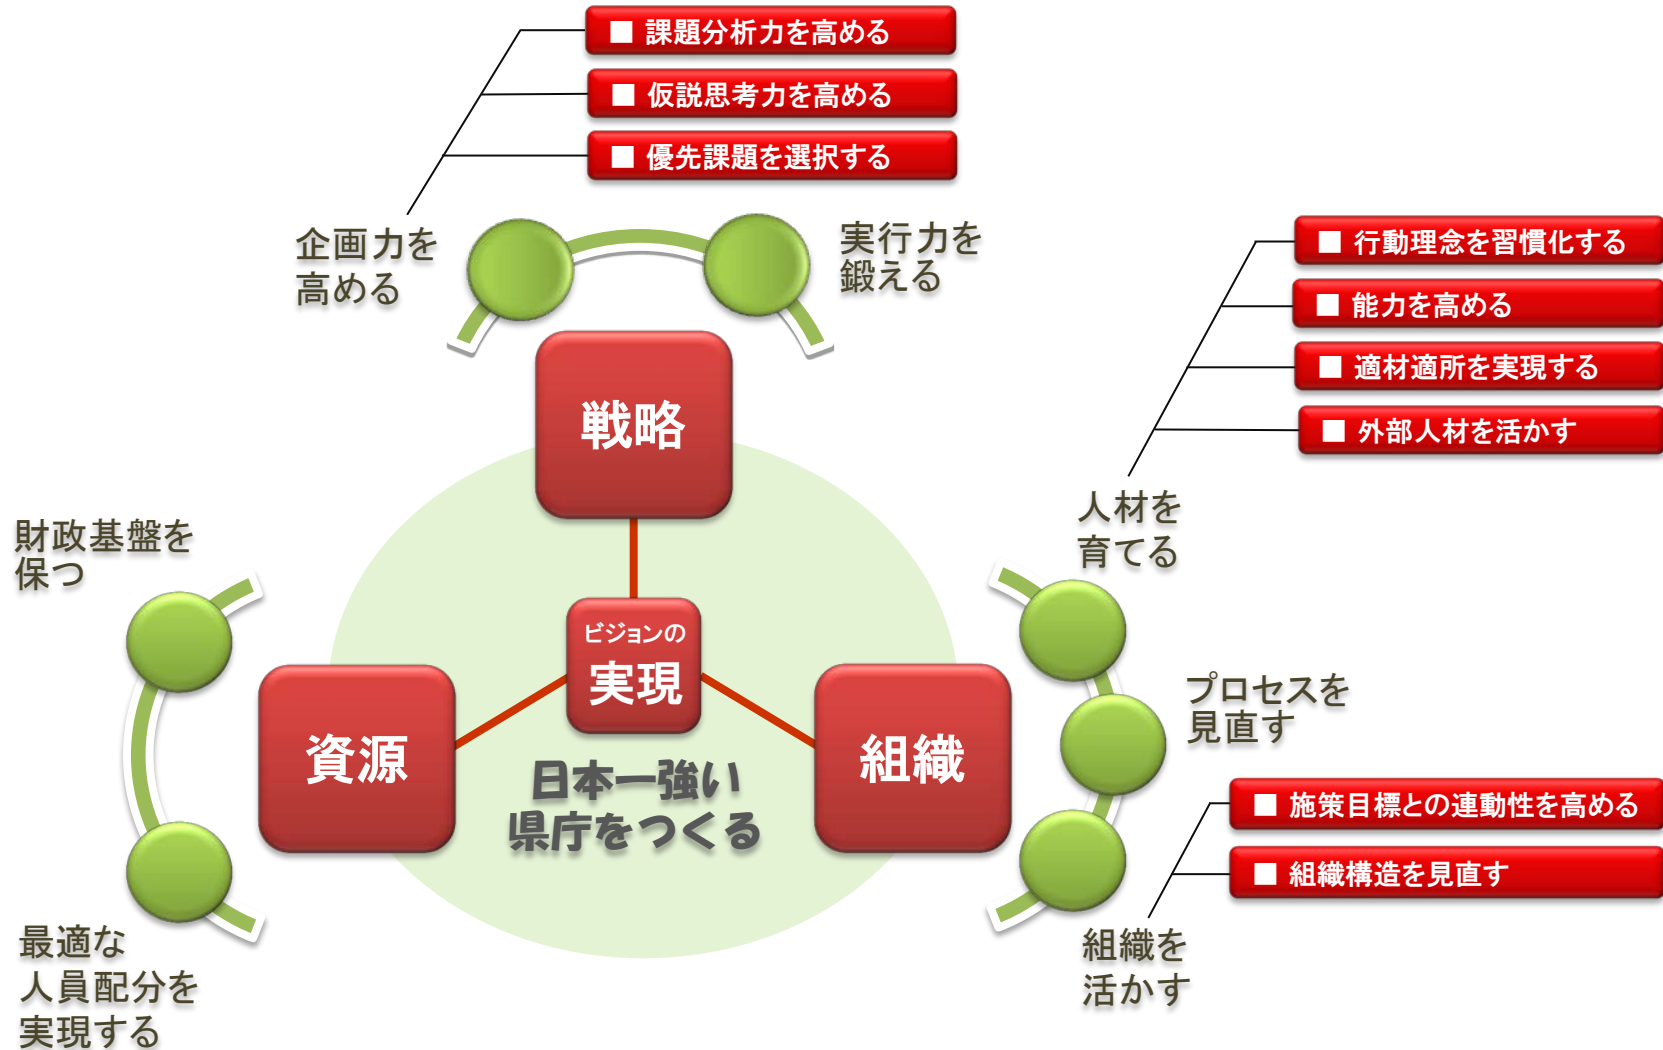 ■ 課題分析力を高める
■ 仮説思考力を高める
■ 優先課題を選択する
企画力を
高める
実行力を
鍛える
■ 行動理念を習慣化する
■ 能力を高める
■ 適材適所を実現する
■ 外部人材を活かす
人材を
育てる
戦略
財政基盤を
保つ
ビジョンの
実現
資源
組織
日本一強い
県庁をつくる
プロセスを
見直す
■ 施策目標との連動性を高める
■ 組織構造を見直す
組織を
活かす
最適な
人員配分を
実現する